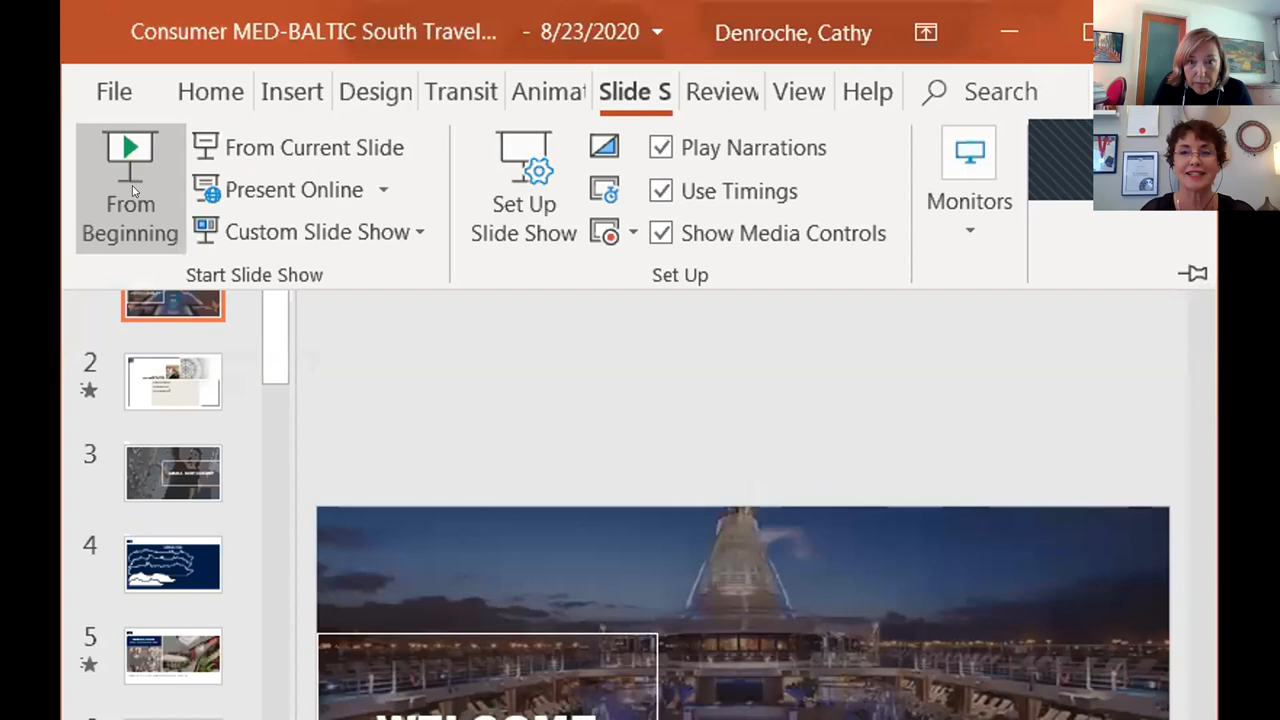 Consumer MED-BALTIC South Travel... - 8/23/2020
Denroche, Cathy
File Home Insert Design Transit Animat Slide S Review View Help Search
From Beginning
From Current Slide
Present Online
Custom Slide Show
Start Slide Show
Set Up Slide Show
Play Narrations
Use Timings
Show Media Controls
Set Up
Monitors
2
3
4
5
WELCOME